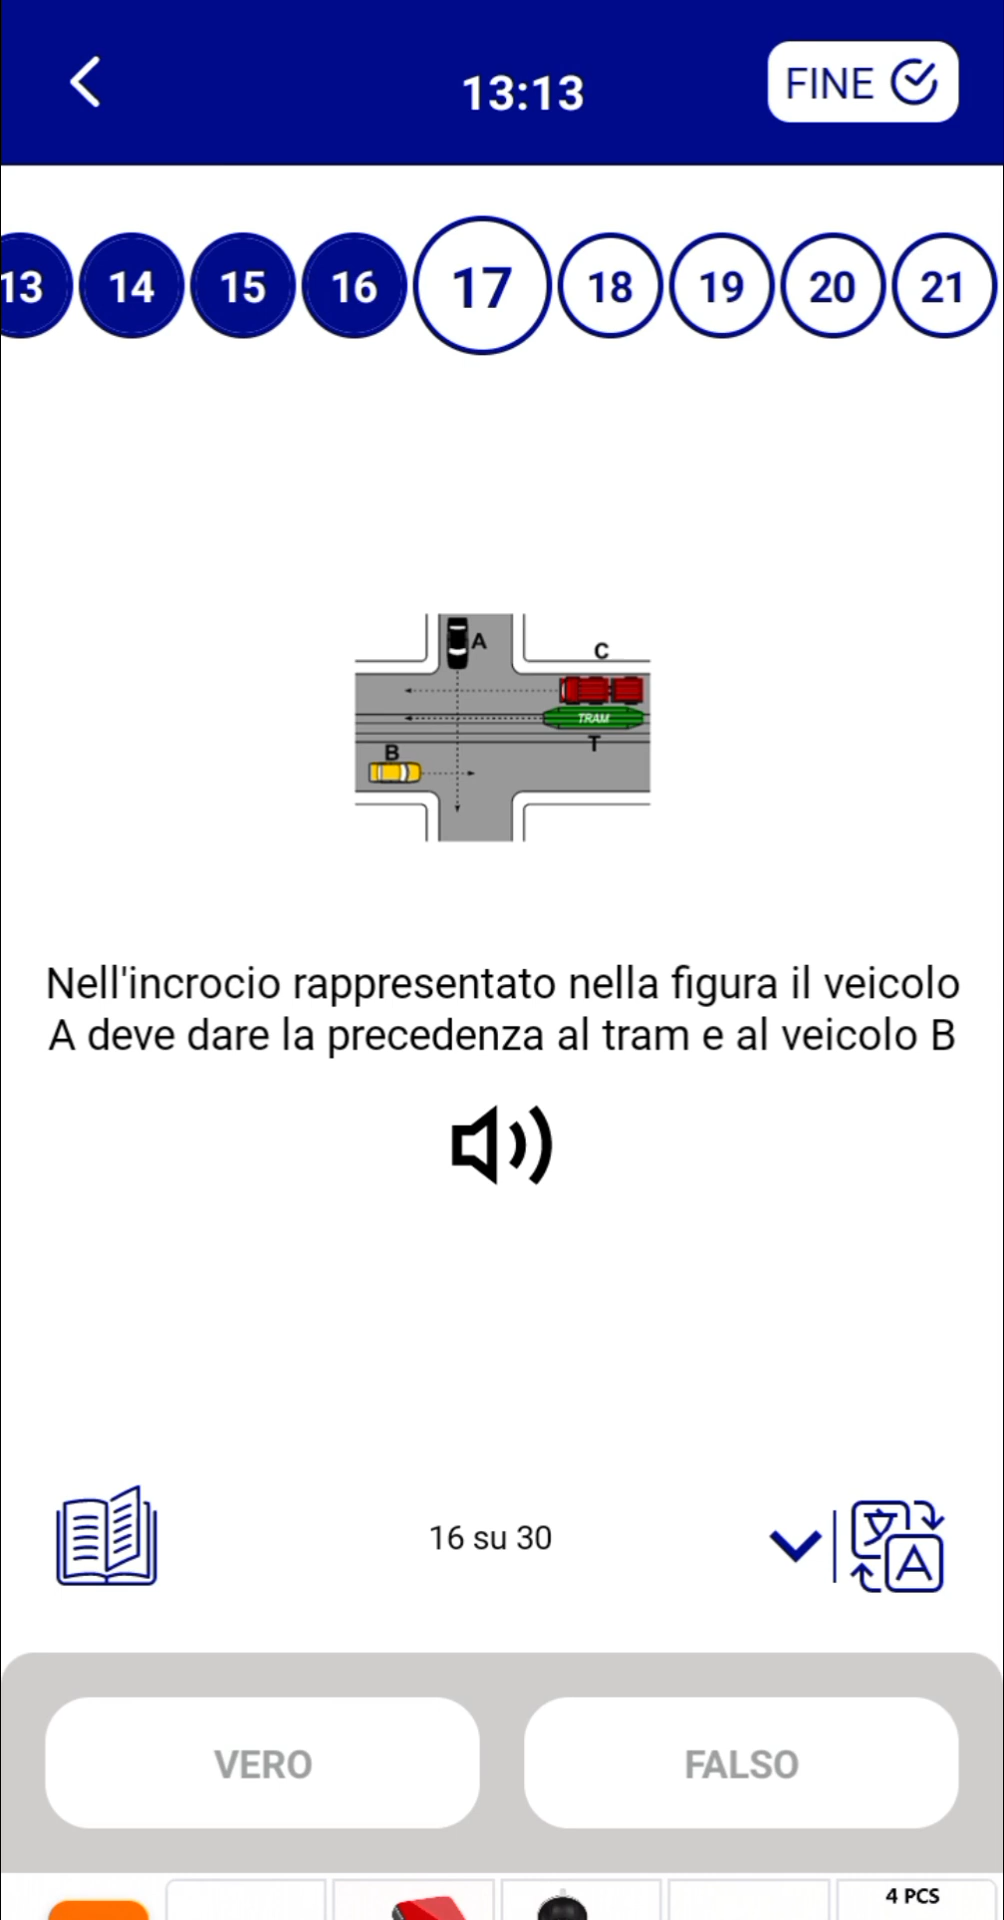 13:13
FINE
13 14 15 16 17 18 19 20 21
A
C
TRAM
T
B
Nell'incrocio rappresentato nella figura il veicolo
A deve dare la precedenza al tram e al veicolo B
16 su 30
文
A
VERO
FALSO
4 PCS